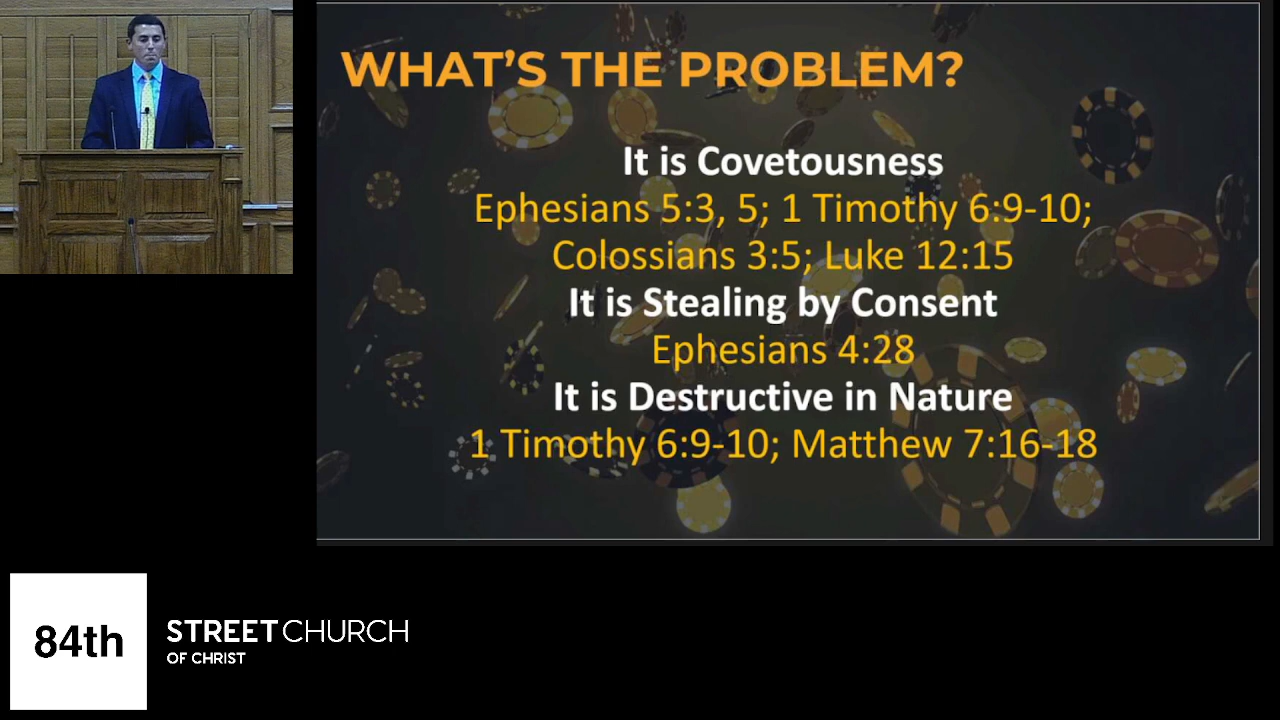 WHAT'S THE PROBLEM?
It is Covetousness
Ephesians 5:3, 5; 1 Timothy 6:9-10;
Colossians 3:5; Luke 12:15
It is Stealing by Consent
Ephesians 4:28
It is Destructive in Nature
1 Timothy 6:9-10; Matthew 7:16-18
84th
STREET CHURCH
OF CHRIST